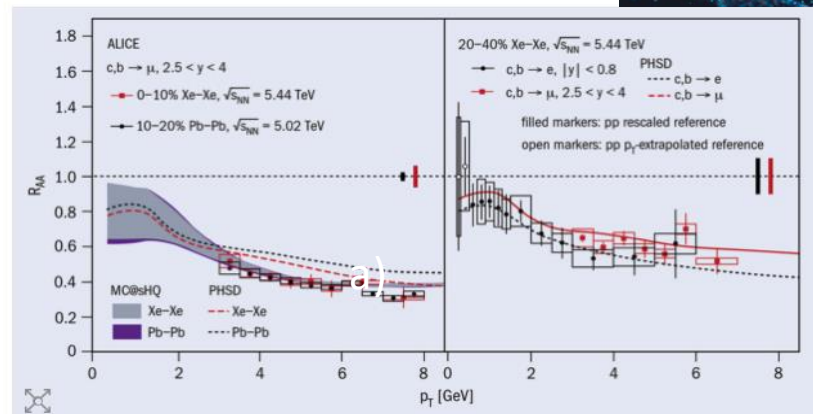 1.8
1.6
1.4
1.2
1.0
0.8
0.6
0.4
0.2
0
R_AA
ALICE
c,b → μ, 2.5 < y < 4
0–10% Xe–Xe, √s_NN = 5.44 TeV
10–20% Pb–Pb, √s_NN = 5.02 TeV
a)
MC@sHQ PHSD
Xe–Xe Xe–Xe
Pb–Pb Pb–Pb
0 2 4 6 8
20–40% Xe–Xe, √s_NN = 5.44 TeV
c,b → e, |y| < 0.8
c,b → μ, 2.5 < y < 4
PHSD
c,b → e
c,b → μ
filled markers: pp rescaled reference
open markers: pp p_T-extrapolated reference
0 2 4 6 8
p_T [GeV]